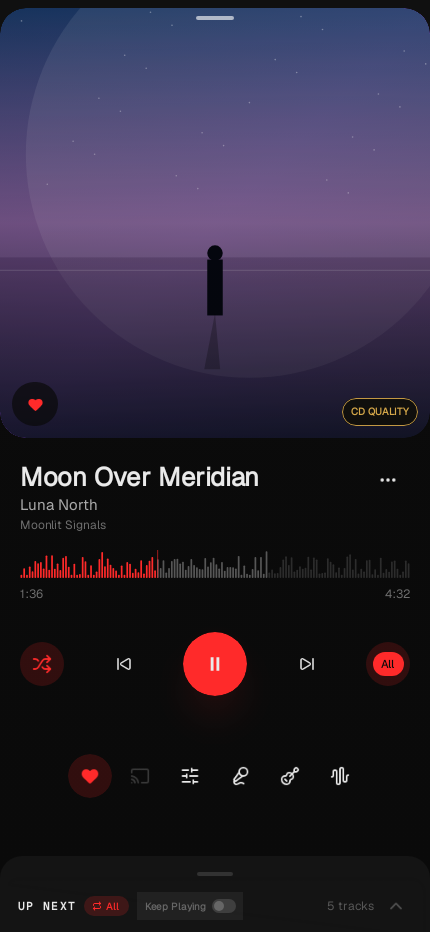 CD QUALITY
Moon Over Meridian
Luna North
Moonlit Signals
1:36 4:32
All
UP NEXT All Keep Playing 5 tracks